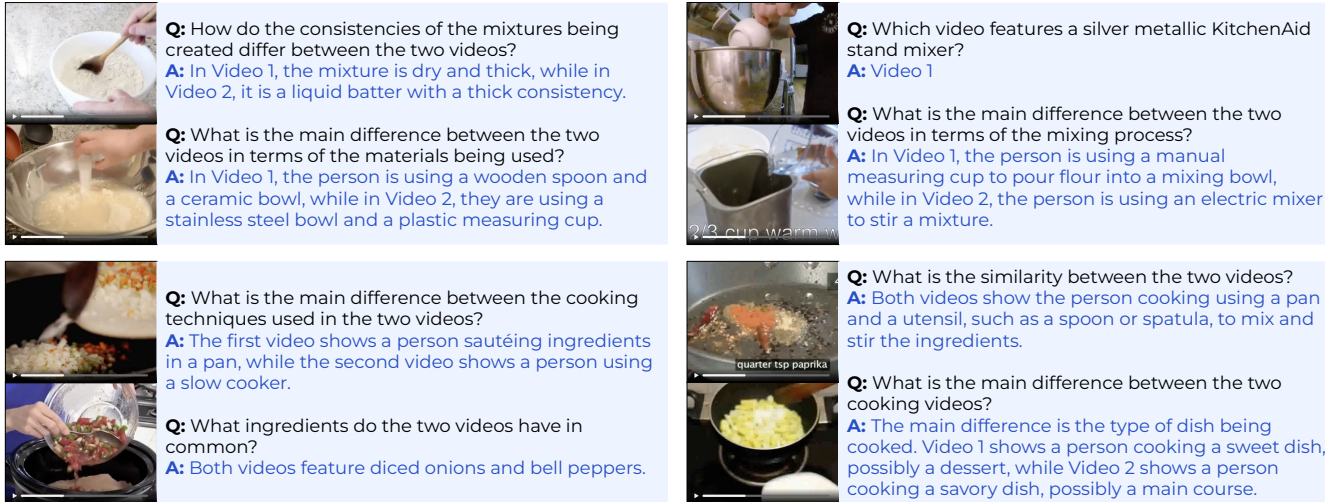 Q: How do the consistencies of the mixtures being
created differ between the two videos?
A: In Video 1, the mixture is dry and thick, while in
Video 2, it is a liquid batter with a thick consistency.
Q: What is the main difference between the two
videos in terms of the materials being used?
A: In Video 1, the person is using a wooden spoon and
a ceramic bowl, while in Video 2, they are using a
stainless steel bowl and a plastic measuring cup.
2/3 cup warm w
Q: Which video features a silver metallic KitchenAid
stand mixer?
A: Video 1
Q: What is the main difference between the two
videos in terms of the mixing process?
A: In Video 1, the person is using a manual
measuring cup to pour flour into a mixing bowl,
while in Video 2, the person is using an electric mixer
to stir a mixture.
Q: What is the main difference between the cooking
techniques used in the two videos?
A: The first video shows a person sautéing ingredients
in a pan, while the second video shows a person using
a slow cooker.
Q: What ingredients do the two videos have in
common?
A: Both videos feature diced onions and bell peppers.
quarter tsp paprika
Q: What is the similarity between the two videos?
A: Both videos show the person cooking using a pan
and a utensil, such as a spoon or spatula, to mix and
stir the ingredients.
Q: What is the main difference between the two
cooking videos?
A: The main difference is the type of dish being
cooked. Video 1 shows a person cooking a sweet dish,
possibly a dessert, while Video 2 shows a person
cooking a savory dish, possibly a main course.